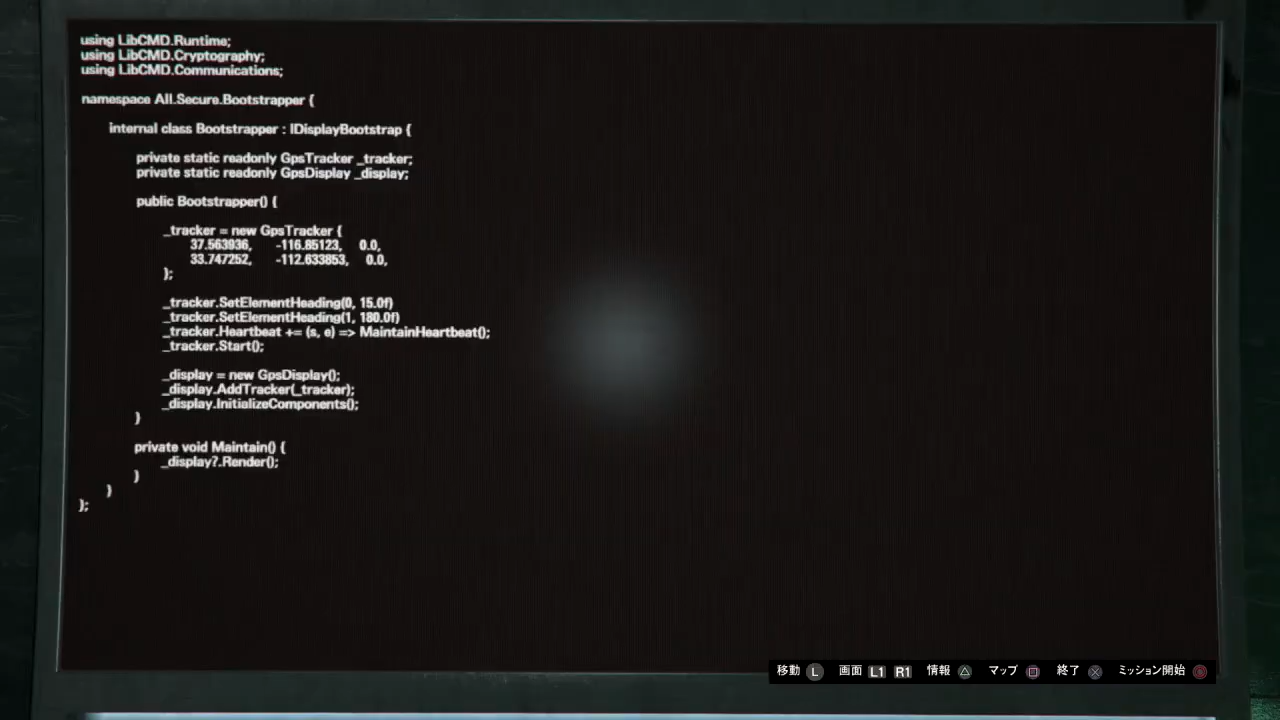 using LibCMD.Runtime;
using LibCMD.Cryptography;
using LibCMD.Communications;
namespace All.Secure.Bootstrapper {
internal class Bootstrapper : IDisplayBootstrap {
private static readonly GpsTracker _tracker;
private static readonly GpsDisplay _display;
public Bootstrapper() {
_tracker = new GpsTracker {
37.563936, -116.85123, 0.0,
33.747252, -112.633853, 0.0,
};
_tracker.SetElementHeading(0, 15.0f)
_tracker.SetElementHeading(1, 180.0f)
_tracker.Heartbeat += (s, e) => MaintainHeartbeat();
_tracker.Start();
_display = new GpsDisplay();
_display.AddTracker(_tracker);
_display.InitializeComponents();
}
private void Maintain() {
_display?.Render();
}
}
};
移動 L 画面 L1 R1 情報 マップ 終了 ミッション開始